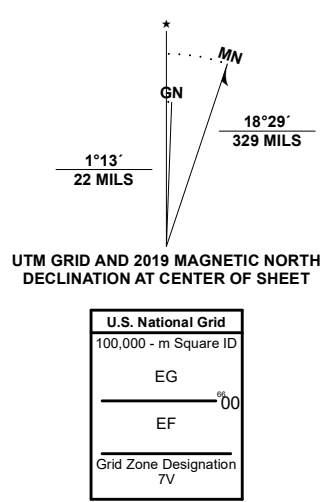 ★
MN
GN
18°29´
329 MILS
1°13´
22 MILS
UTM GRID AND 2019 MAGNETIC NORTH
DECLINATION AT CENTER OF SHEET
U.S. National Grid
100,000 - m Square ID
EG
6600
EF
Grid Zone Designation
7V